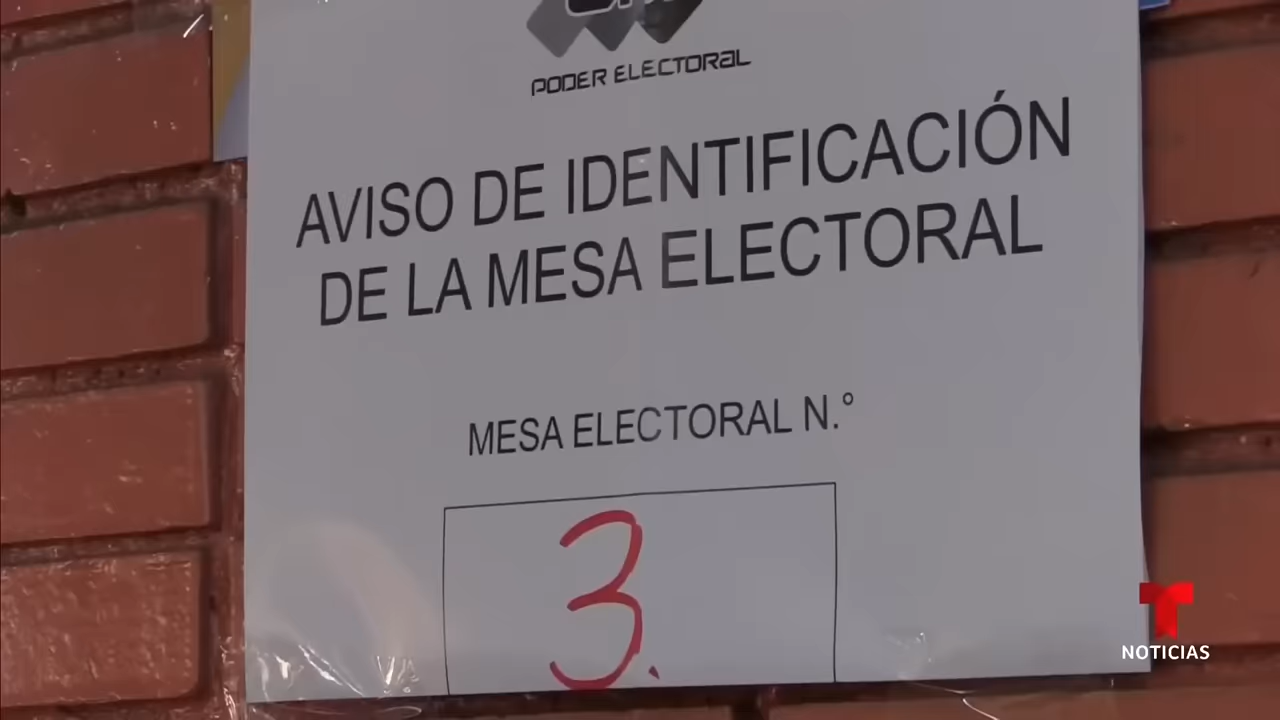 PODER ELECTORAL
AVISO DE IDENTIFICACIÓN
DE LA MESA ELECTORAL
MESA ELECTORAL N.°
3.
NOTICIAS